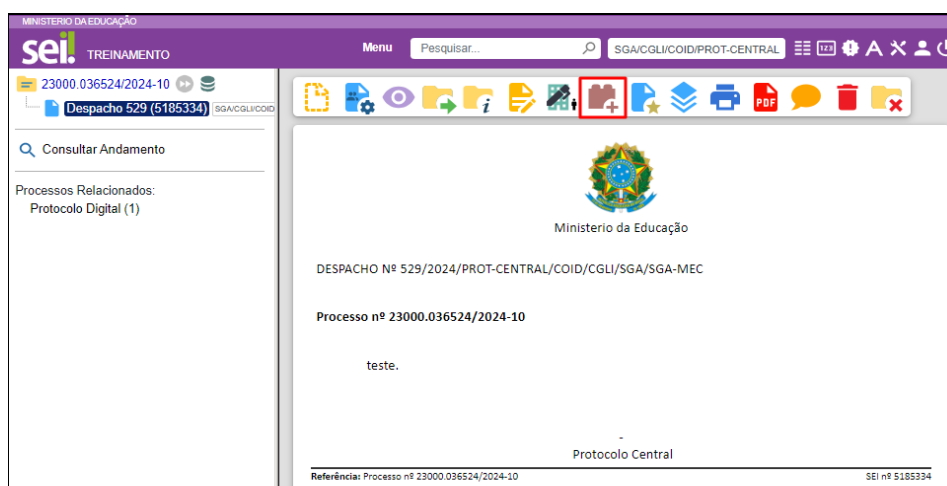 MINISTERIO DA EDUCAÇÃO
sei! TREINAMENTO
Menu
Pesquisar...
SGA/CGLI/COID/PROT-CENTRAL
123
A
23000.036524/2024-10
Despacho 529 (5185334) SGA/CGLI/COID
Consultar Andamento
Processos Relacionados:
Protocolo Digital (1)
i
PDF
Ministerio da Educação
DESPACHO Nº 529/2024/PROT-CENTRAL/COID/CGLI/SGA/SGA-MEC
Processo nº 23000.036524/2024-10
teste.
-
Protocolo Central
Referência: Processo nº 23000.036524/2024-10
SEI nº 5185334